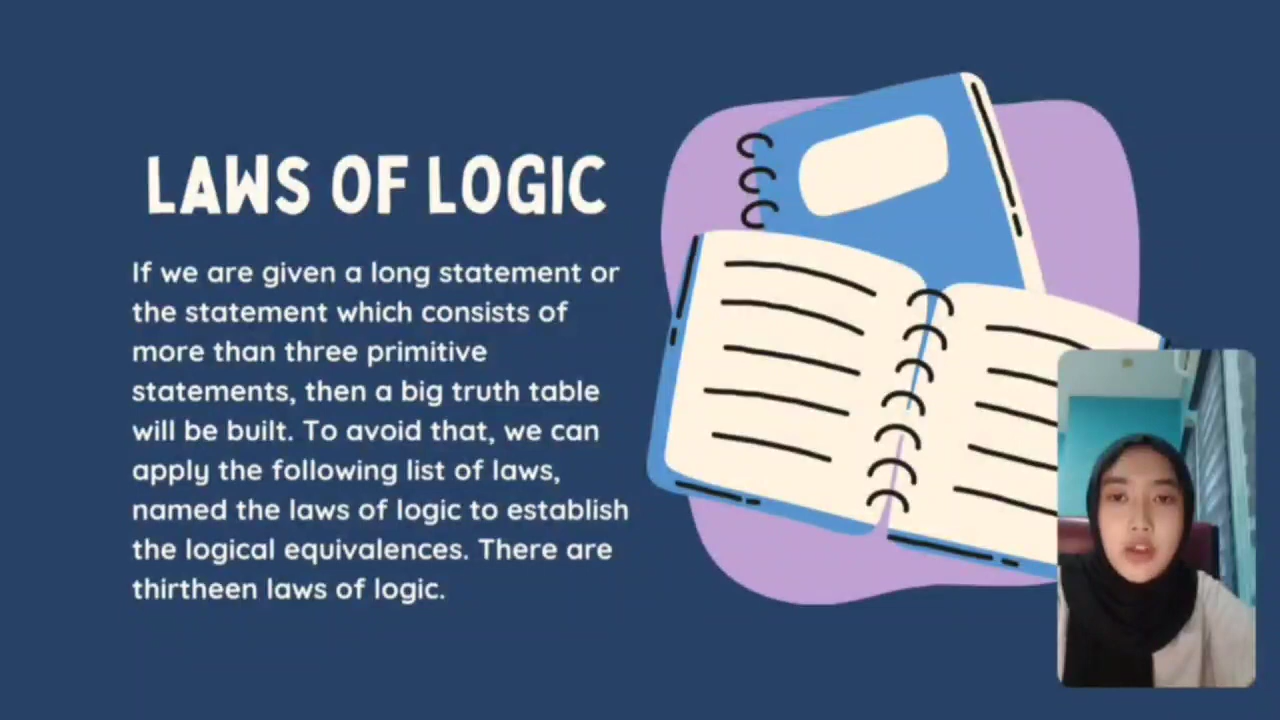 LAWS OF LOGIC
If we are given a long statement or
the statement which consists of
more than three primitive
statements, then a big truth table
will be built. To avoid that, we can
apply the following list of laws,
named the laws of logic to establish
the logical equivalences. There are
thirtheen laws of logic.